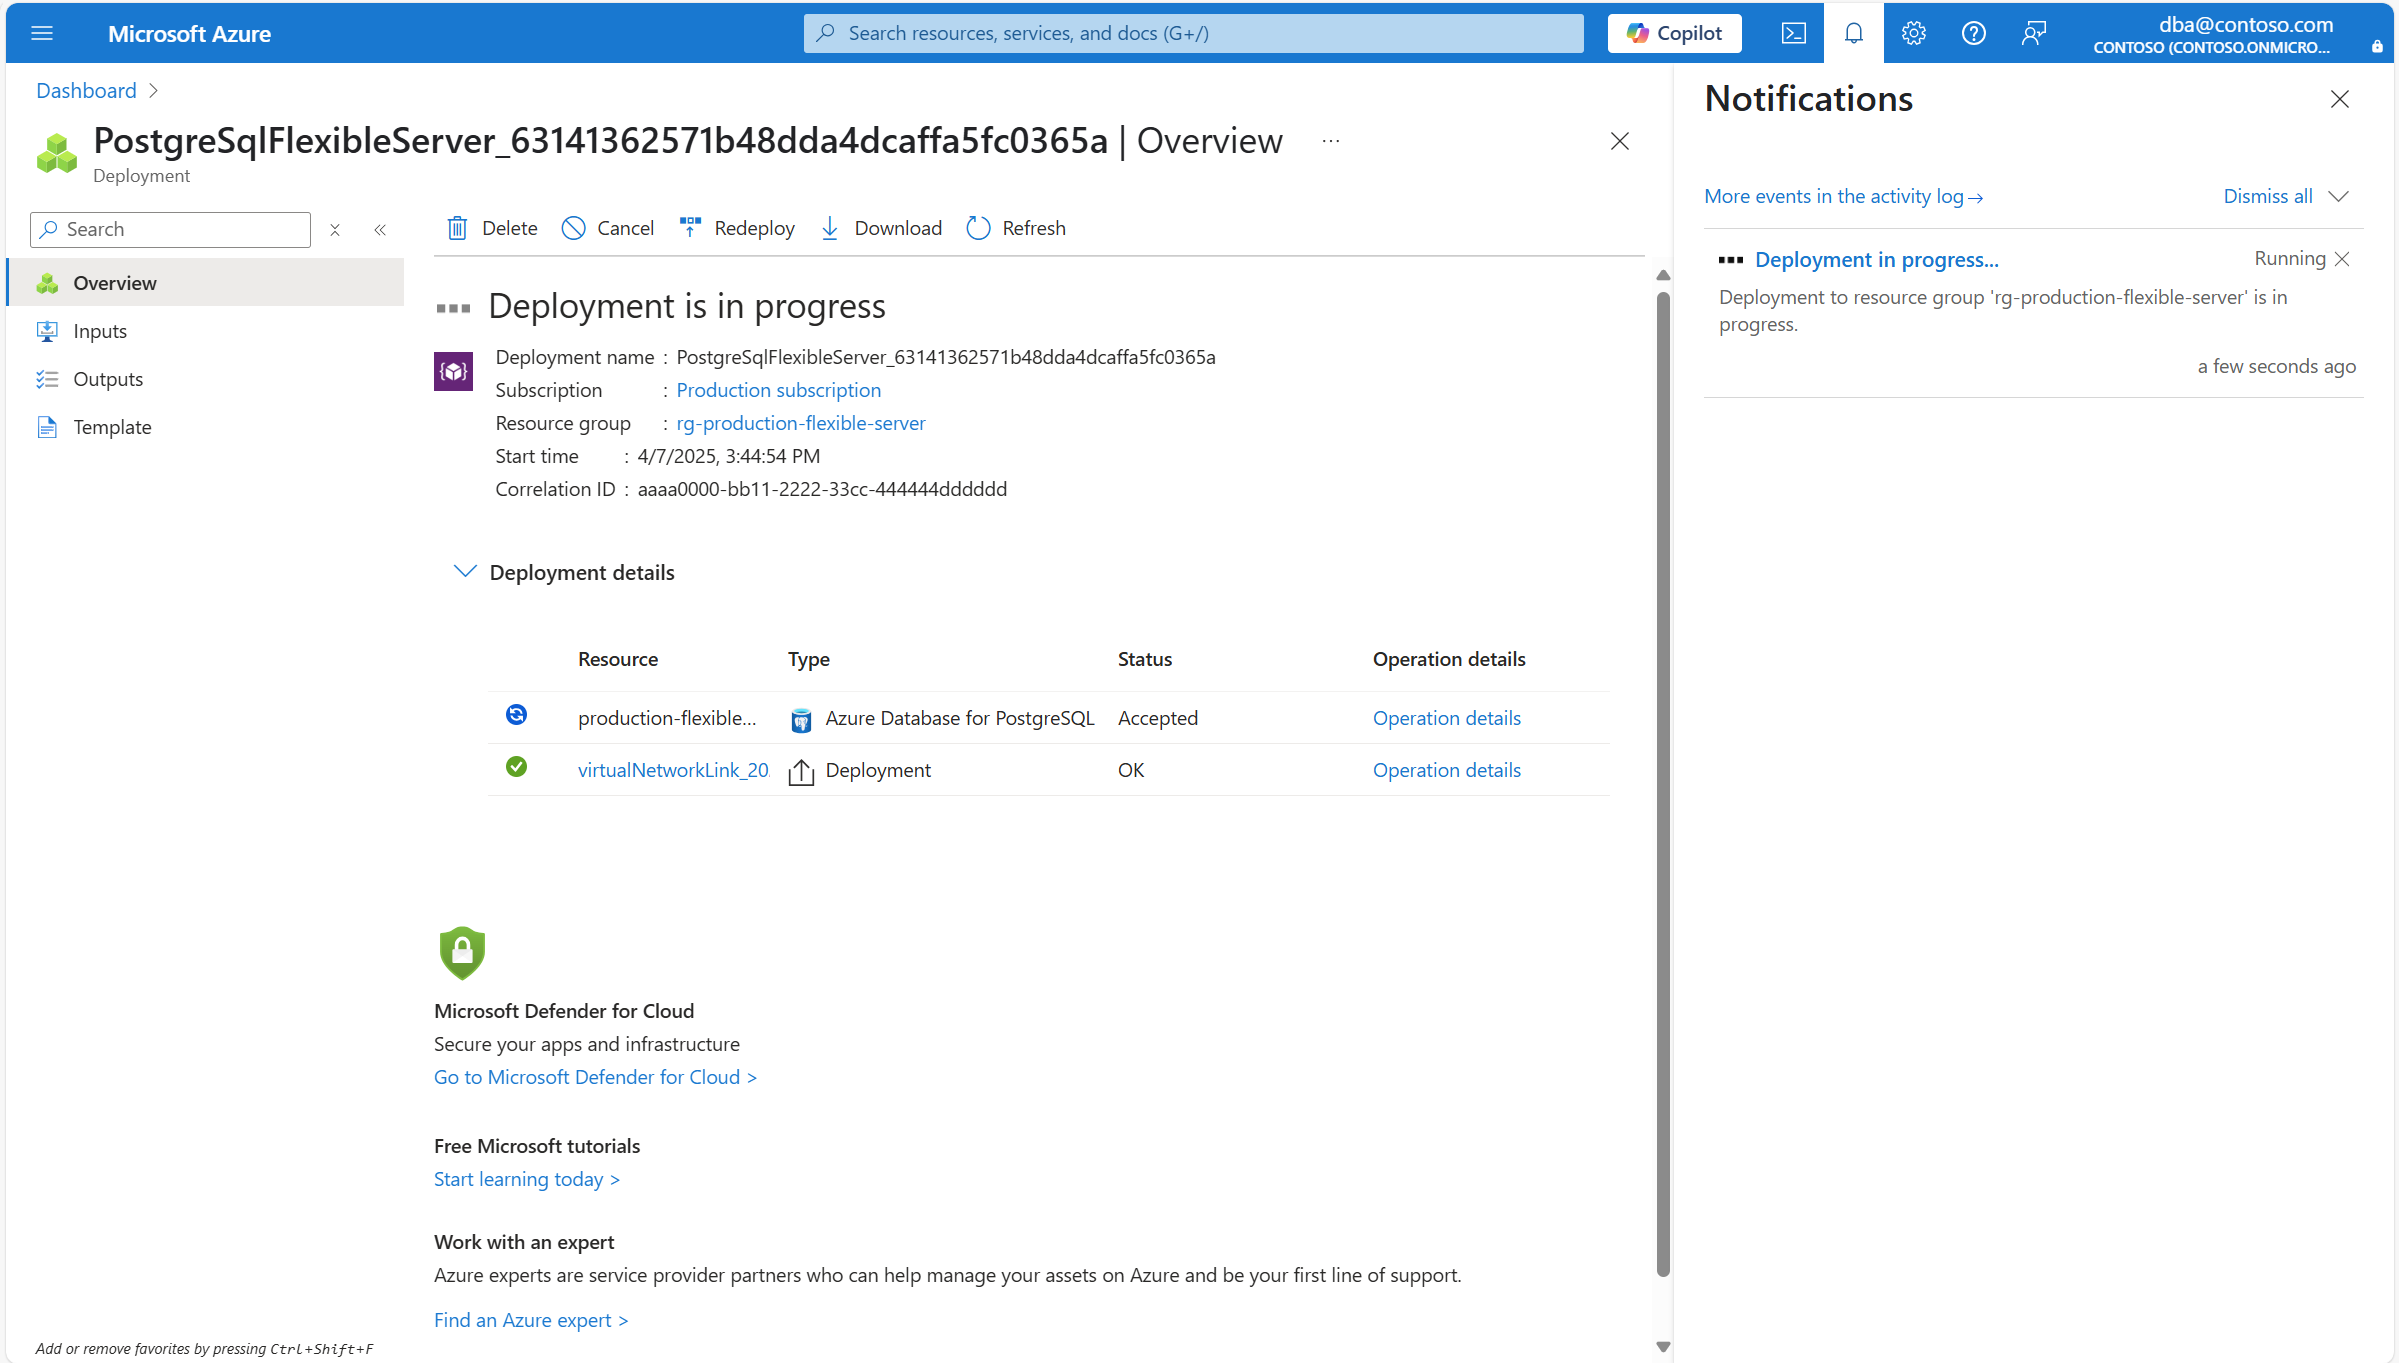 Microsoft Azure
Search resources, services, and docs (G+/)
Copilot
dba@contoso.com
CONTOSO (CONTOSO.ONMICRO...
Dashboard
PostgreSqlFlexibleServer_63141362571b48dda4dcaffa5fc0365a | Overview
...
Deployment
Search
Delete
Cancel
Redeploy
Download
Refresh
Overview
Inputs
Outputs
Template
Deployment is in progress
Deployment name : PostgreSqlFlexibleServer_63141362571b48dda4dcaffa5fc0365a
Subscription : Production subscription
Resource group : rg-production-flexible-server
Start time : 4/7/2025, 3:44:54 PM
Correlation ID : aaaa0000-bb11-2222-33cc-444444dddddd
Deployment details
Resource Type Status Operation details
production-flexible... Azure Database for PostgreSQL Accepted Operation details
virtualNetworkLink_20 Deployment OK Operation details
Microsoft Defender for Cloud
Secure your apps and infrastructure
Go to Microsoft Defender for Cloud >
Free Microsoft tutorials
Start learning today >
Work with an expert
Azure experts are service provider partners who can help manage your assets on Azure and be your first line of support.
Find an Azure expert >
Add or remove favorites by pressing Ctrl+Shift+F
Notifications
More events in the activity log→
Dismiss all
Deployment in progress... Running
Deployment to resource group 'rg-production-flexible-server' is in
progress.
a few seconds ago